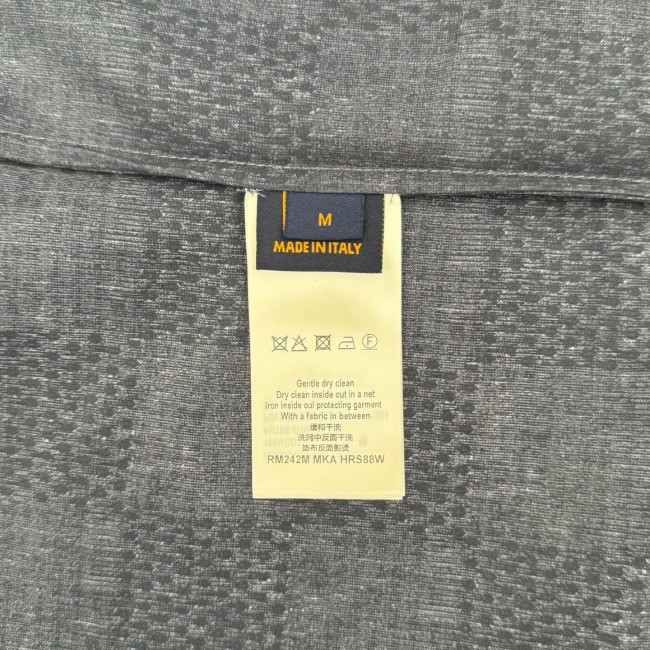 M
MADE IN ITALY
Gentle dry clean
Dry clean inside out in a net
Iron inside oul protecting garment
With a fabric in between
缓和干洗
洗网中反面干洗
垫布反面熨烫
RM242M MKA HRS88W